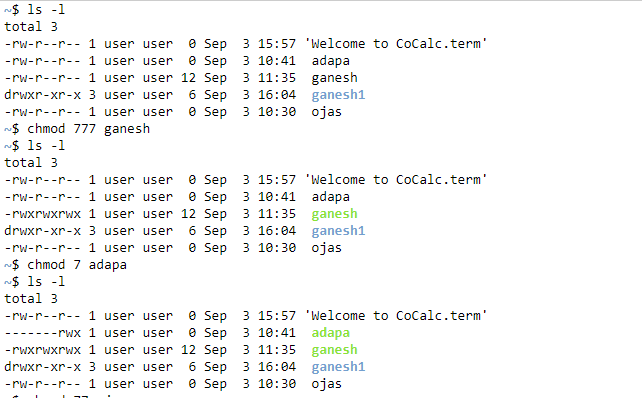 ~$ ls -l
total 3
-rw-r--r-- 1 user user  0 Sep  3 15:57 'Welcome to CoCalc.term'
-rw-r--r-- 1 user user  0 Sep  3 10:41  adapa
-rw-r--r-- 1 user user 12 Sep  3 11:35  ganesh
drwxr-xr-x 3 user user  6 Sep  3 16:04  ganesh1
-rw-r--r-- 1 user user  0 Sep  3 10:30  ojas
~$ chmod 777 ganesh
~$ ls -l
total 3
-rw-r--r-- 1 user user  0 Sep  3 15:57 'Welcome to CoCalc.term'
-rw-r--r-- 1 user user  0 Sep  3 10:41  adapa
-rwxrwxrwx 1 user user 12 Sep  3 11:35  ganesh
drwxr-xr-x 3 user user  6 Sep  3 16:04  ganesh1
-rw-r--r-- 1 user user  0 Sep  3 10:30  ojas
~$ chmod 7 adapa
~$ ls -l
total 3
-rw-r--r-- 1 user user  0 Sep  3 15:57 'Welcome to CoCalc.term'
-------rwx 1 user user  0 Sep  3 10:41  adapa
-rwxrwxrwx 1 user user 12 Sep  3 11:35  ganesh
drwxr-xr-x 3 user user  6 Sep  3 16:04  ganesh1
-rw-r--r-- 1 user user  0 Sep  3 10:30  ojas